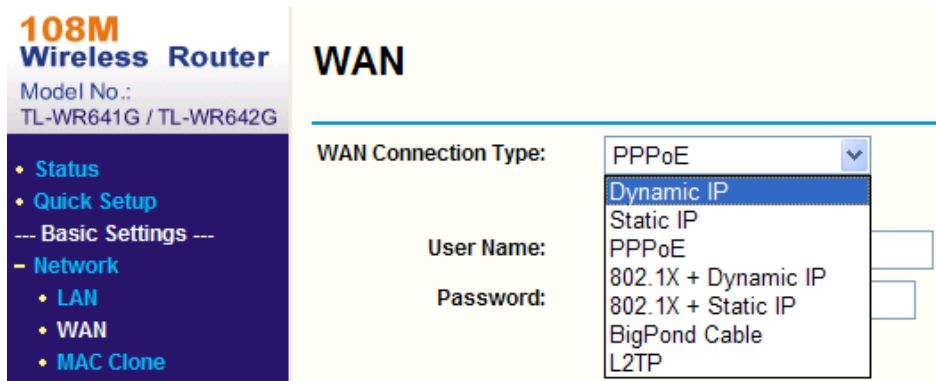 108M
Wireless Router
Model No.:
TL-WR641G / TL-WR642G
• Status
• Quick Setup
--- Basic Settings ---
– Network
• LAN
• WAN
• MAC Clone
WAN
WAN Connection Type:
PPPoE
Dynamic IP
Static IP
PPPoE
802.1X + Dynamic IP
802.1X + Static IP
BigPond Cable
L2TP
User Name:
Password: